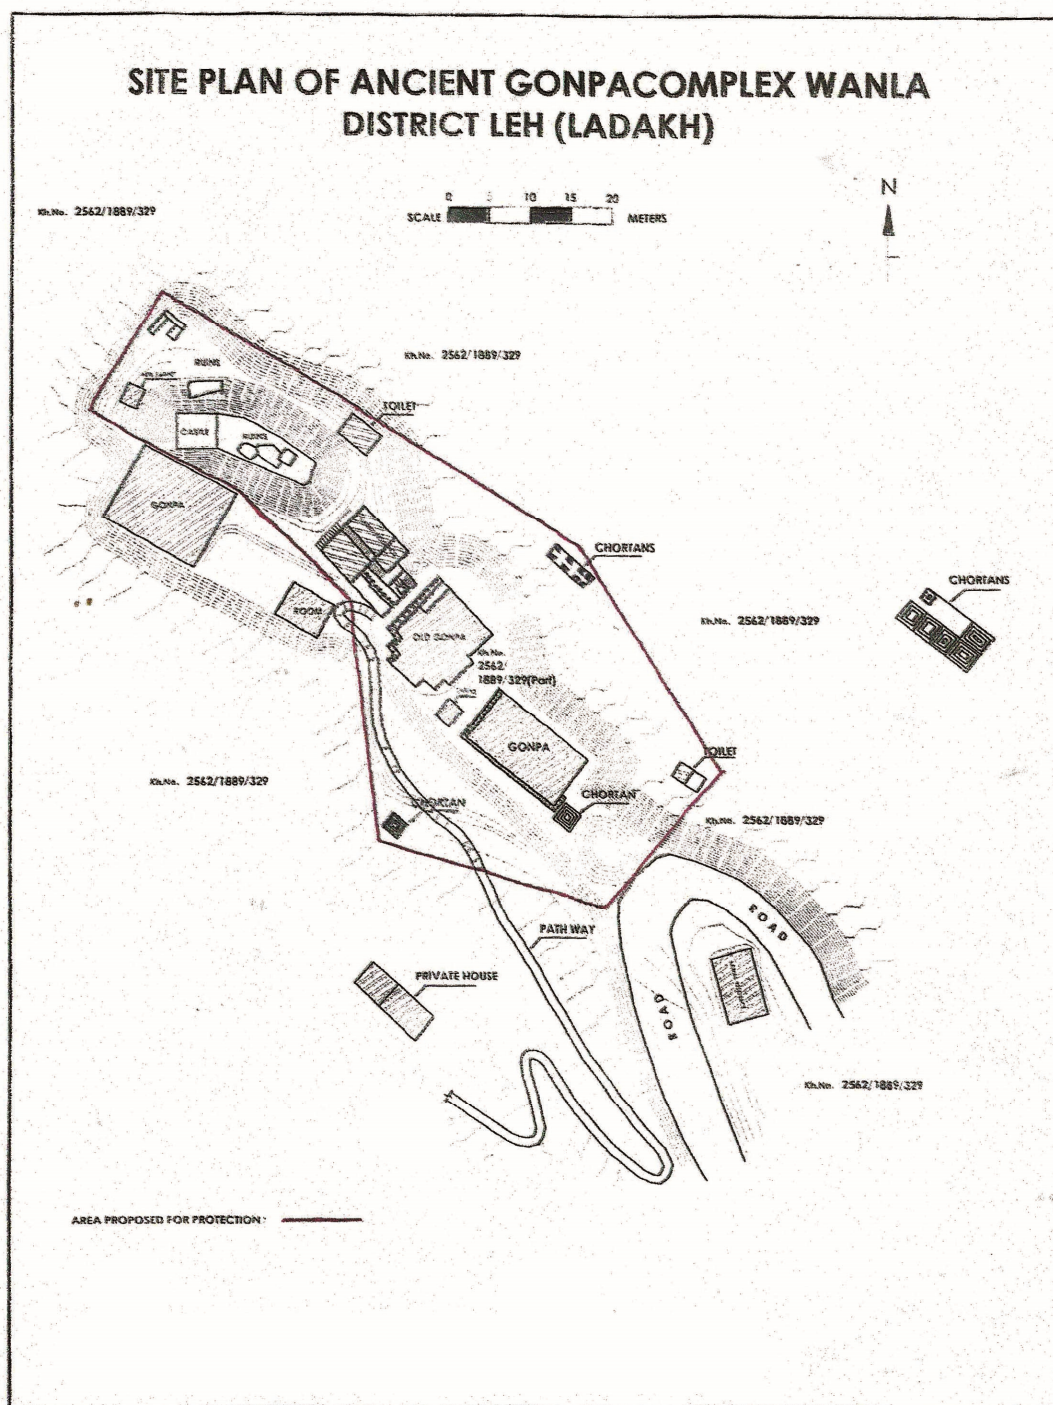 SITE PLAN OF ANCIENT GONPACOMPLEX WANLA
DISTRICT LEH (LADAKH)
Kh.No. 2562/1889/329
0 5 10 15 20
SCALE METERS
N
Kh.No. 2562/1889/329
RUINS
TOILET
CASTLE
RUINS
GONPA
CHORTANS
CHORTANS
ROOM
Kh.No. 2562/1889/329
OLD GONPA
Kh.No.
2562/
1889/329(Part)
GONPA
TOILET
Kh.No. 2562/1889/329
CHORTAN
CHORTAN
Kh.No. 2562/1889/329
ROAD
PATH WAY
PRIVATE HOUSE
ROAD
Kh.No. 2562/1889/329
AREA PROPOSED FOR PROTECTION